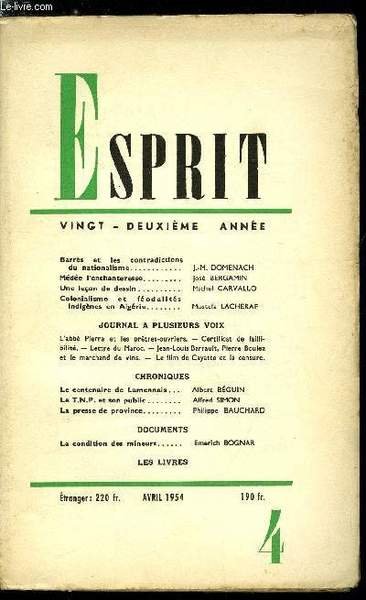 Le-livre.com
ESPRIT
VINGT - DEUXIÈME ANNÉE
Barrès et les contradictions
du nationalisme............ J.-M. DOMENACH
Médée l'enchanteresse......... José BERGAMIN
Une leçon de dessin.......... Michel CARVALLO
Colonialisme et féodalités
indigènes en Algérie........ Mostefa LACHERAF
JOURNAL A PLUSIEURS VOIX
L'abbé Pierre et les prêtres-ouvriers. — Certificat de failli-
bilité. — Lettre du Maroc. — Jean-Louis Barrault, Pierre Boulez
et le marchand de vins. — Le film de Cayatte et la censure.
CHRONIQUES
Le centenaire de Lamennais... Albert BÉGUIN
Le T.N.P. et son public........ Alfred SIMON
La presse de province......... Philippe BAUCHARD
DOCUMENTS
La condition des mineurs...... Emerich BOGNAR
LES LIVRES
Étranger : 220 fr. AVRIL 1954 190 fr.
4